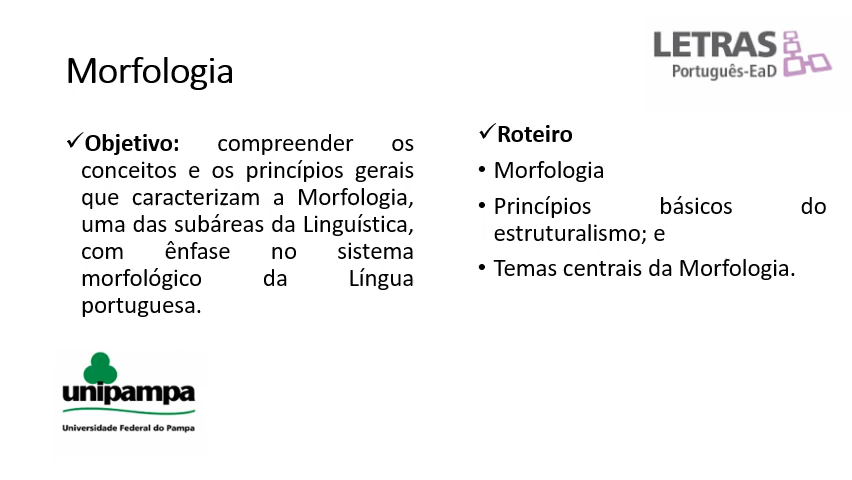 LETRAS
Português-EaD
Morfologia
✓Objetivo: compreender os
conceitos e os princípios gerais
que caracterizam a Morfologia,
uma das subáreas da Linguística,
com ênfase no sistema
morfológico da Língua
portuguesa.
✓Roteiro
• Morfologia
• Princípios básicos do
estruturalismo; e
• Temas centrais da Morfologia.
unipampa
Universidade Federal do Pampa